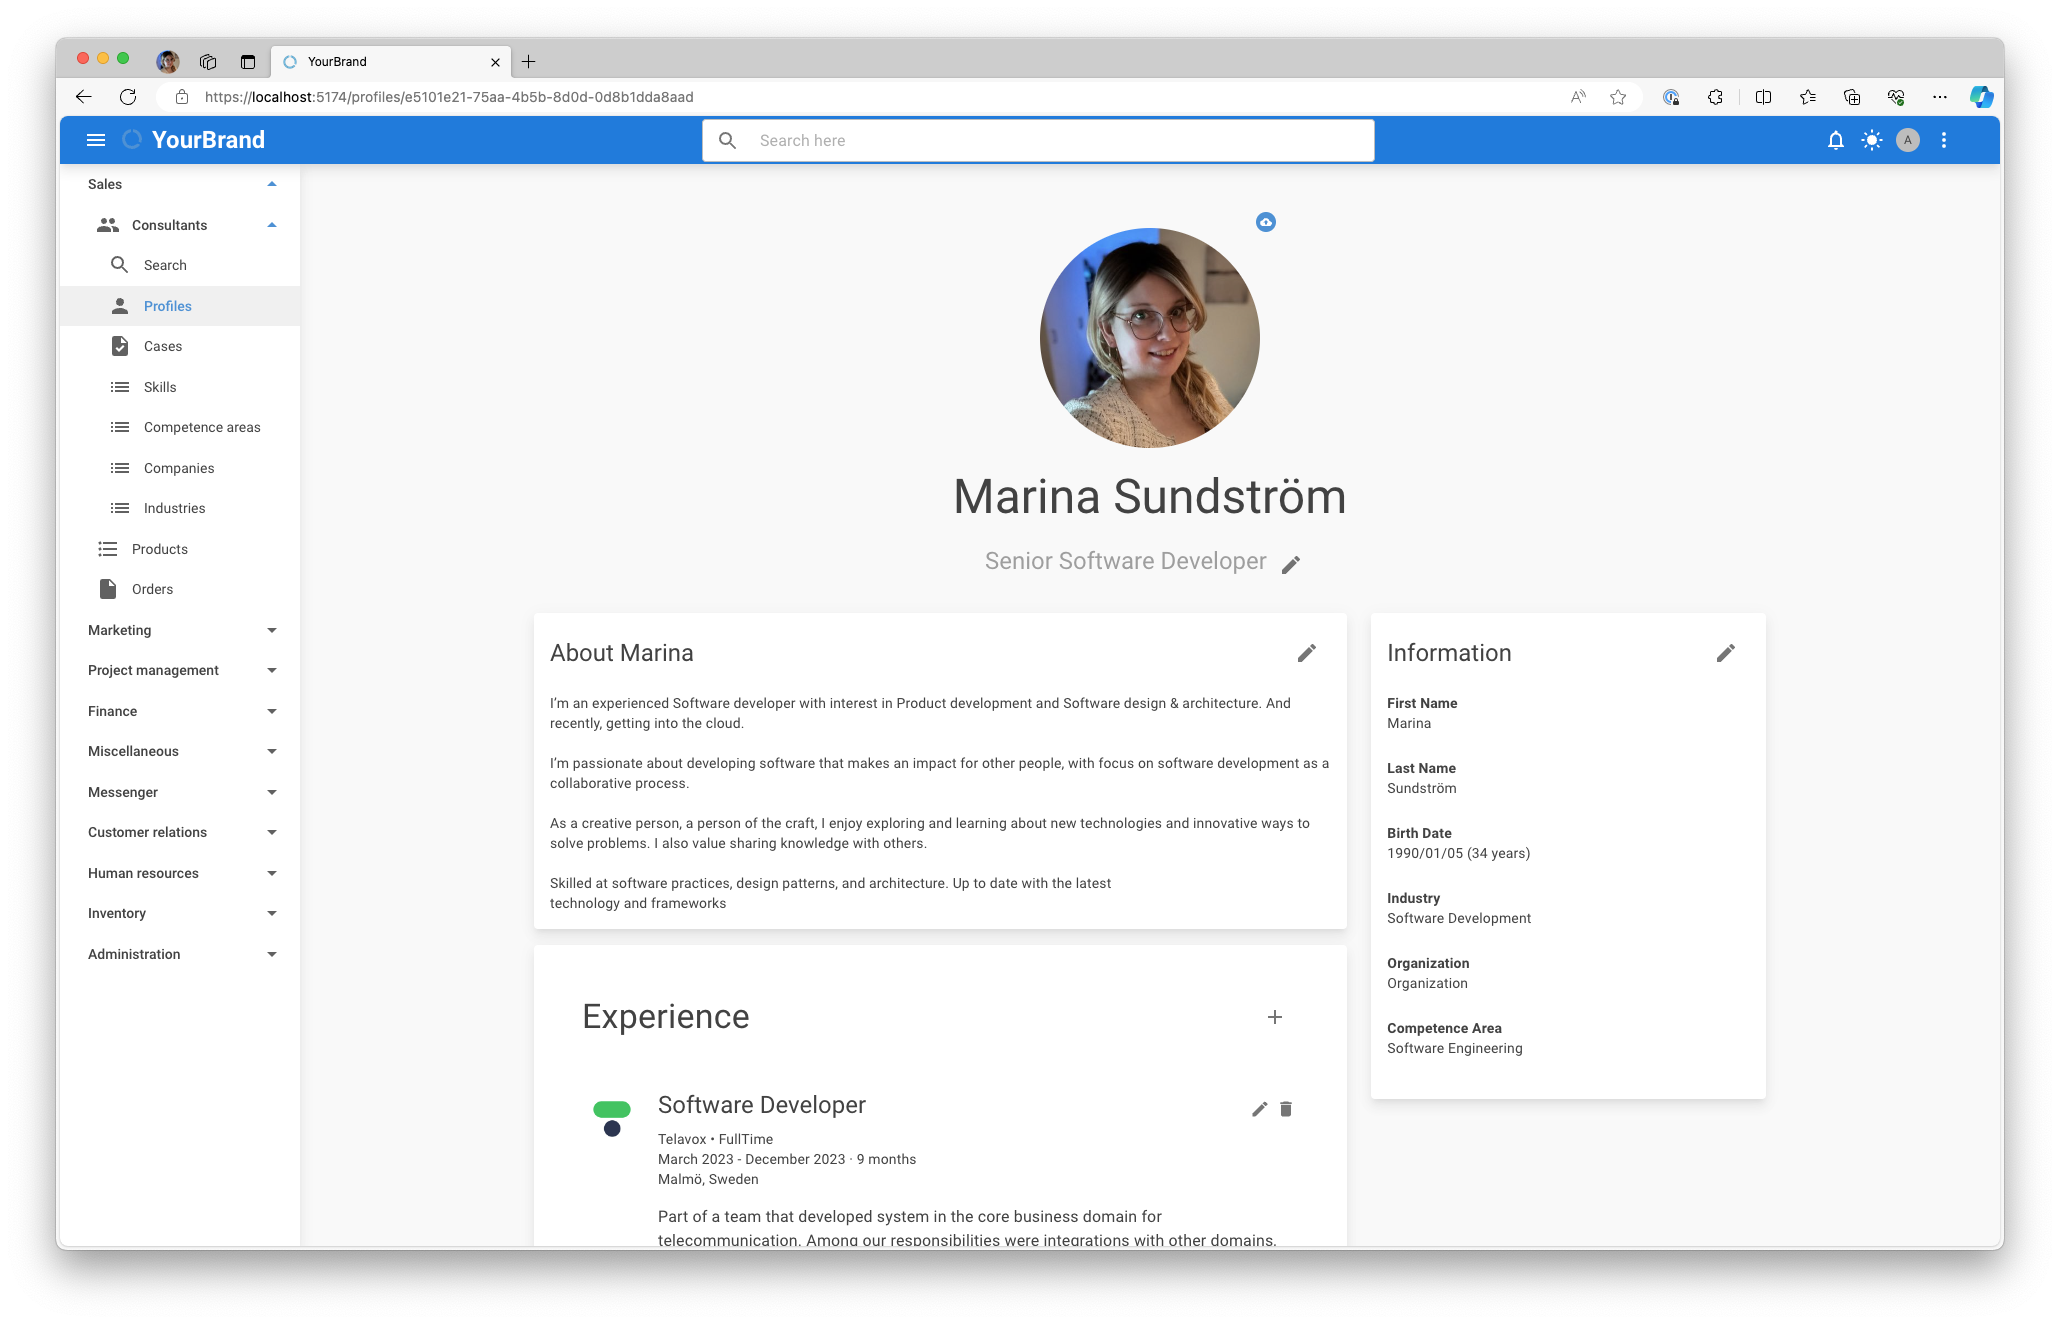 YourBrand
https://localhost:5174/profiles/e5101e21-75aa-4b5b-8d0d-0d8b1dda8aad
YourBrand
Search here
A
Sales
Consultants
Search
Profiles
Cases
Skills
Competence areas
Companies
Industries
Products
Orders
Marketing
Project management
Finance
Miscellaneous
Messenger
Customer relations
Human resources
Inventory
Administration
Marina Sundström
Senior Software Developer
About Marina
I'm an experienced Software developer with interest in Product development and Software design & architecture. And
recently, getting into the cloud.
I'm passionate about developing software that makes an impact for other people, with focus on software development as a
collaborative process.
As a creative person, a person of the craft, I enjoy exploring and learning about new technologies and innovative ways to
solve problems. I also value sharing knowledge with others.
Skilled at software practices, design patterns, and architecture. Up to date with the latest
technology and frameworks
Experience
Software Developer
Telavox • FullTime
March 2023 - December 2023 · 9 months
Malmö, Sweden
Part of a team that developed system in the core business domain for
telecommunication. Among our responsibilities were integrations with other domains.
Information
First Name
Marina
Last Name
Sundström
Birth Date
1990/01/05 (34 years)
Industry
Software Development
Organization
Organization
Competence Area
Software Engineering